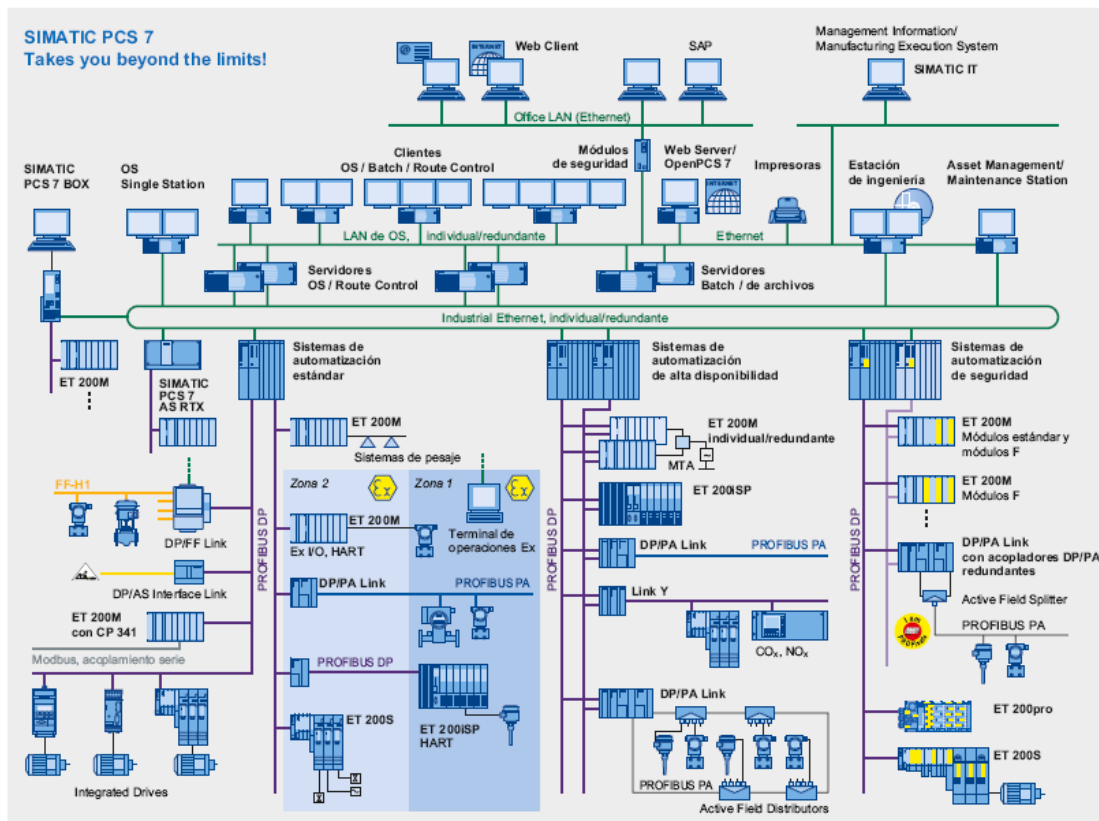 SIMATIC PCS 7
Takes you beyond the limits!
INTERNET
Web Client
SAP
Management Information/
Manufacturing Execution System
SIMATIC IT
Office LAN (Ethernet)
SIMATIC
PCS 7 BOX
OS
Single Station
Clientes
OS / Batch / Route Control
Módulos
de seguridad
Web Server/
OpenPCS 7
INTERNET
Impresoras
Estación
de ingeniería
Asset Management/
Maintenance Station
LAN de OS, individual/redundante
Ethernet
Servidores
OS / Route Control
Servidores
Batch / de archivos
Industrial Ethernet, individual/redundante
ET 200M
SIMATIC
PCS 7
AS RTX
Sistemas de
automatización
estándar
Sistemas de
automatización
de alta disponibilidad
Sistemas de
automatización
de seguridad
ET 200M
Sistemas de pesaje
ET 200M
individual/redundante
MTA
ET 200M
Módulos estándar y
módulos F
ET 200M
Módulos F
FF-H1
DP/FF Link
DP/AS Interface Link
ET 200M
con CP 341
Modbus, acoplamiento serie
Integrated Drives
PROFIBUS DP
Zona 2
Zona 1
ET 200M
Ex I/O, HART
Terminal de
operaciones Ex
DP/PA Link
PROFIBUS PA
PROFIBUS DP
ET 200S
ET 200iSP
HART
PROFIBUS DP
ET 200iSP
DP/PA Link
PROFIBUS PA
Link Y
COx, NOx
DP/PA Link
PROFIBUS PA
Active Field Distributors
PROFIBUS DP
DP/PA Link
con acopladores DP/PA
redundantes
Active Field Splitter
PROFIBUS PA
I am
ET 200pro
ET 200S